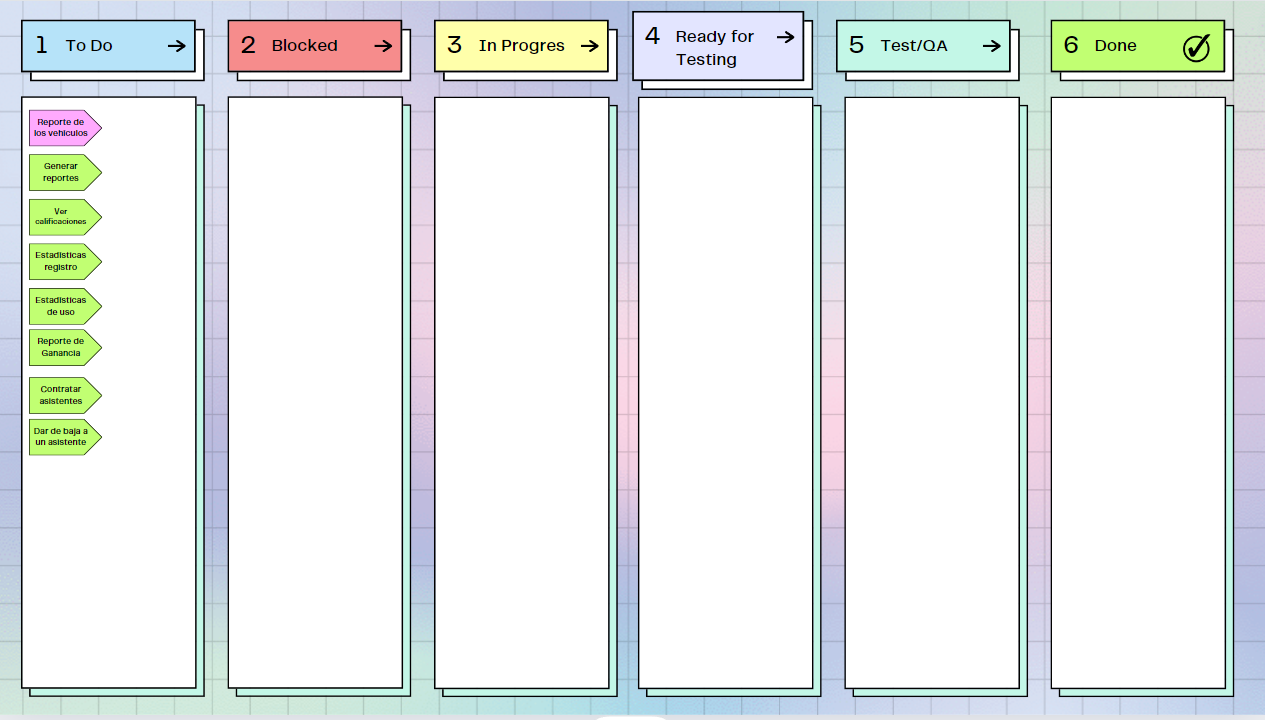 1 To Do
2 Blocked
3 In Progres
4 Ready for
Testing
5 Test/QA
6 Done
Reporte de
los vehiculos
Generar
reportes
Ver
calificaciones
Estadisticas
registro
Estadisticas
de uso
Reporte de
Ganancia
Contratar
asistentes
Dar de baja a
un asistente